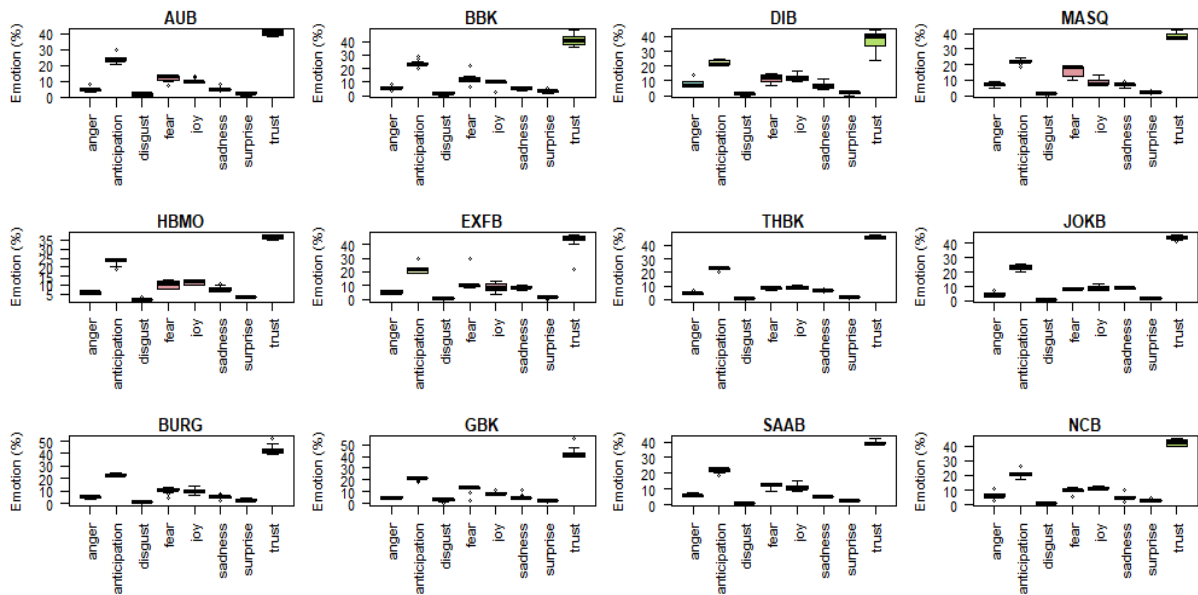 AUB
BBK
DIB
MASQ
Emotion (%)
40
30
20
10
0
anger
anticipation
disgust
fear
joy
sadness
surprise
trust
Emotion (%)
40
30
20
10
0
anger
anticipation
disgust
fear
joy
sadness
surprise
trust
Emotion (%)
40
30
20
10
0
anger
anticipation
disgust
fear
joy
sadness
surprise
trust
Emotion (%)
40
30
20
10
0
anger
anticipation
disgust
fear
joy
sadness
surprise
trust
HBMO
EXFB
THBK
JOKB
Emotion (%)
35
25
15
5
anger
anticipation
disgust
fear
joy
sadness
surprise
trust
Emotion (%)
40
30
20
10
0
anger
anticipation
disgust
fear
joy
sadness
surprise
trust
Emotion (%)
40
30
20
10
0
anger
anticipation
disgust
fear
joy
sadness
surprise
trust
Emotion (%)
40
30
20
10
0
anger
anticipation
disgust
fear
joy
sadness
surprise
trust
BURG
GBK
SAAB
NCB
Emotion (%)
50
40
30
20
10
0
anger
anticipation
disgust
fear
joy
sadness
surprise
trust
Emotion (%)
50
40
30
20
10
0
anger
anticipation
disgust
fear
joy
sadness
surprise
trust
Emotion (%)
40
30
20
10
0
anger
anticipation
disgust
fear
joy
sadness
surprise
trust
Emotion (%)
40
30
20
10
0
anger
anticipation
disgust
fear
joy
sadness
surprise
trust